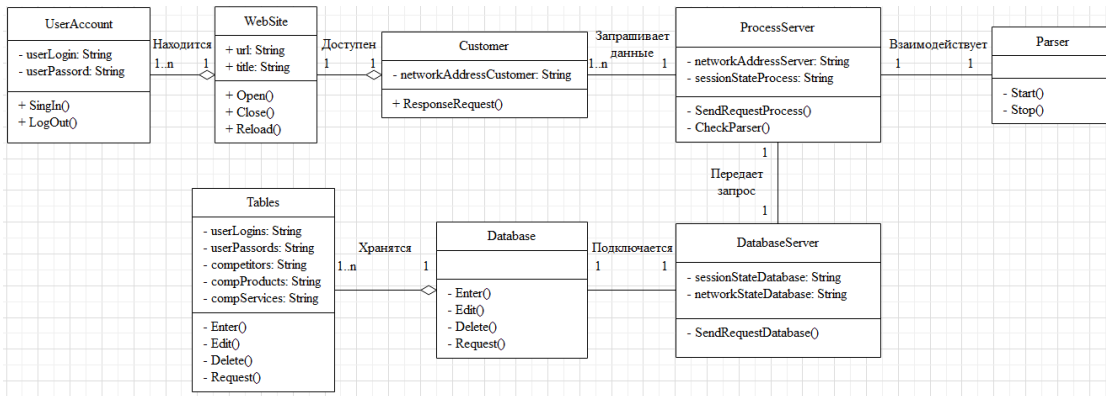 UserAccount
- userLogin: String
- userPassord: String
+ SingIn()
+ LogOut()
Находится
1..n
1
WebSite
+ url: String
+ title: String
+ Open()
+ Close()
+ Reload()
Доступен
1
1
Customer
- networkAddressCustomer: String
+ ResponseRequest()
Запрашивает
данные
1..n
1
ProcessServer
- networkAddressServer: String
- sessionStateProcess: String
- SendRequestProcess()
- CheckParser()
Взаимодействует
1
1
Parser
- Start()
- Stop()
1
Передает
запрос
1
Tables
- userLogins: String
- userPassords: String
- competitors: String
- compProducts: String
- compServices: String
- Enter()
- Edit()
- Delete()
- Request()
Хранятся
1..n
1
Database
- Enter()
- Edit()
- Delete()
- Request()
Подключается
1
1
DatabaseServer
- sessionStateDatabase: String
- networkStateDatabase: String
- SendRequestDatabase()